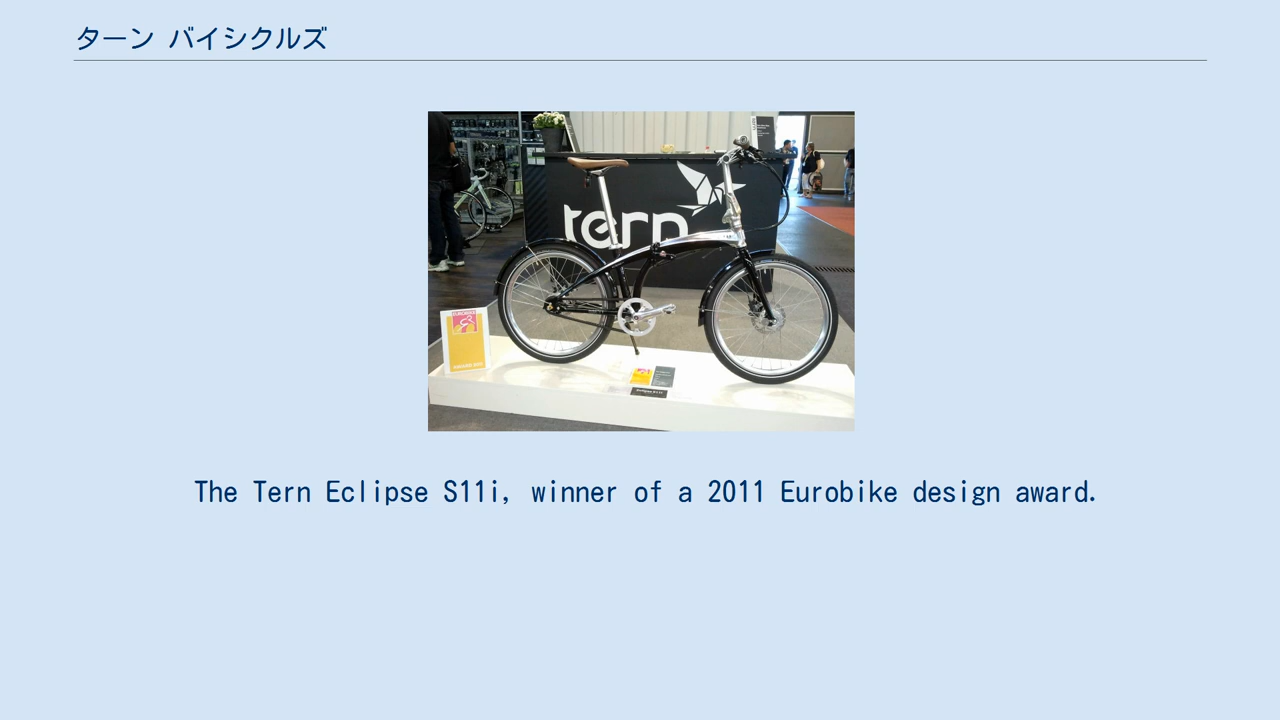 ターン バイシクルズ
tern
The Tern Eclipse S11i, winner of a 2011 Eurobike design award.